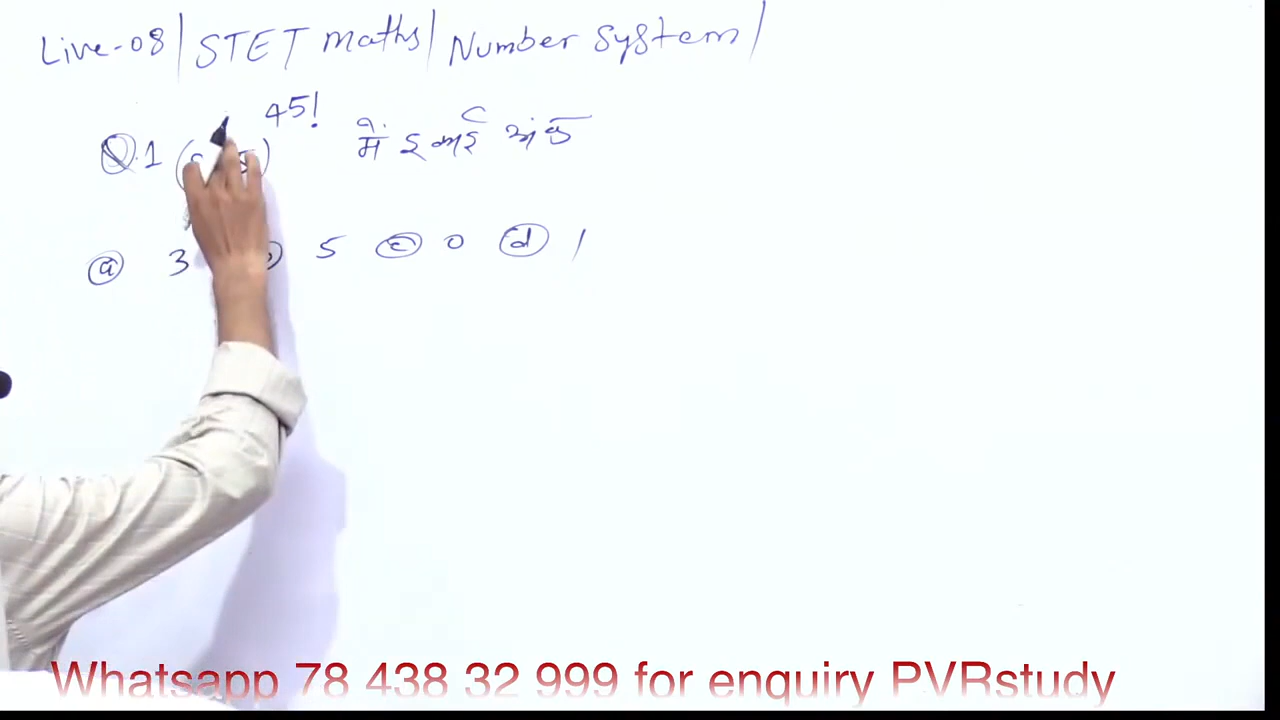 Live-08| STET maths| Number System|
Q.1 ( 5) 45! में इकाई अंक
(a) 3 5 (c) 0 (d) 1
Whatsapp 78 438 32 999 for enquiry PVRstudy